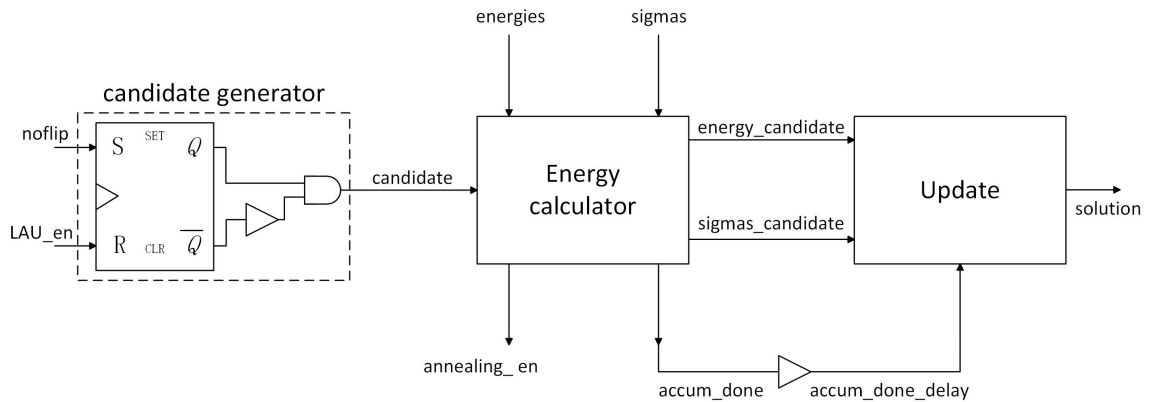 energies
sigmas
candidate generator
noflip
S
SET
Q
LAU_en
R
CLR
Q̅
candidate
Energy
calculator
energy_candidate
sigmas_candidate
Update
solution
annealing_ en
accum_done
accum_done_delay